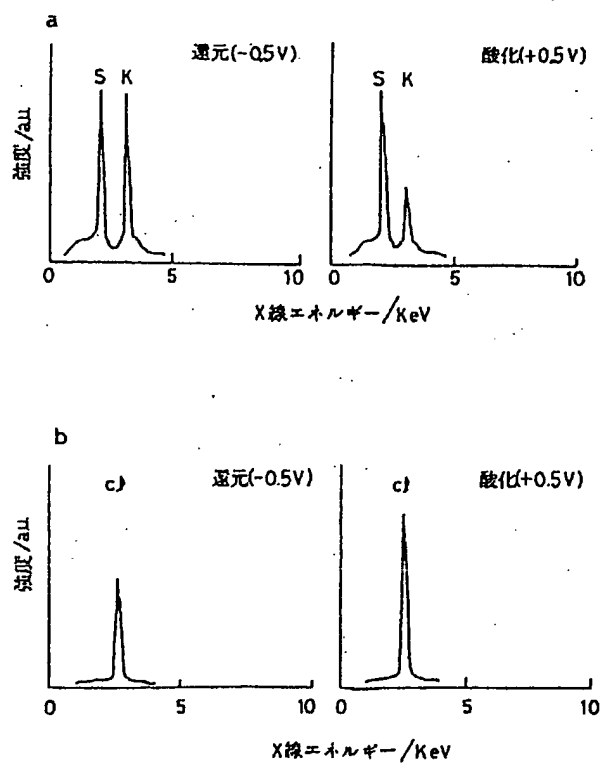 a
還元(-0.5V)
酸化(+0.5V)
S K
S K
強度/a.u.
0 5 10
0 5 10
X線エネルギー/KeV
b
還元(-0.5V)
酸化(+0.5V)
Cl
Cl
強度/a.u.
0 5 10
0 5 10
X線エネルギー/KeV